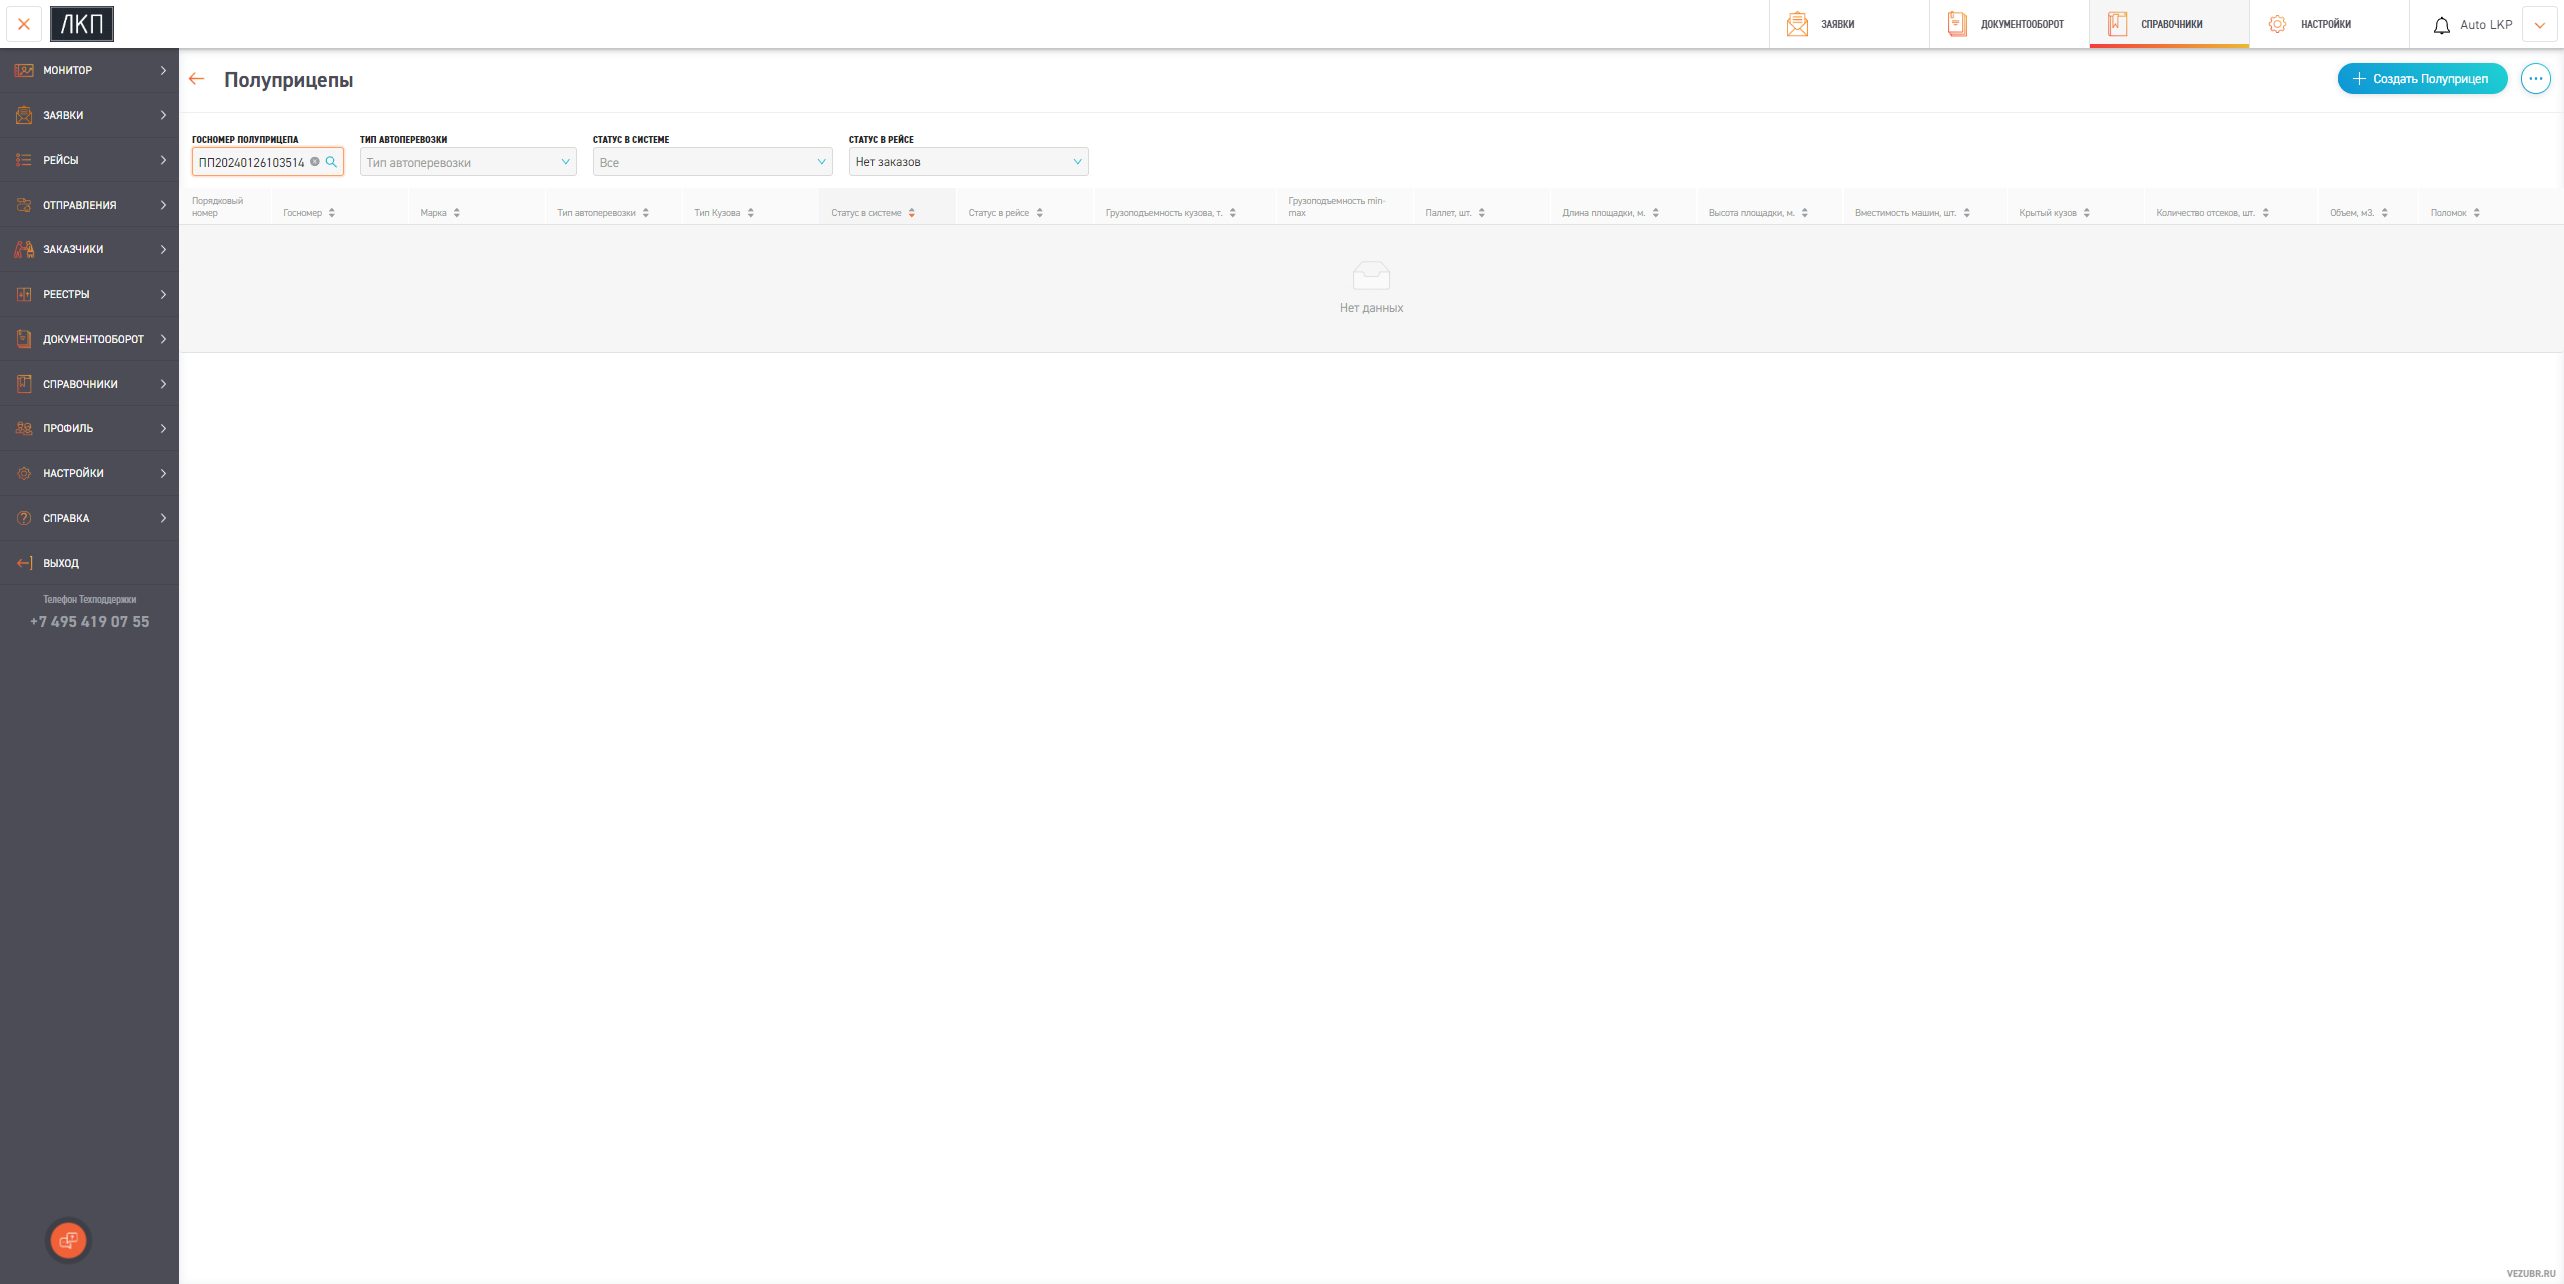 ЛКП
ЗАЯВКИ
ДОКУМЕНТООБОРОТ
СПРАВОЧНИКИ
НАСТРОЙКИ
Auto LKP
МОНИТОР
ЗАЯВКИ
РЕЙСЫ
ОТПРАВЛЕНИЯ
ЗАКАЗЧИКИ
РЕЕСТРЫ
ДОКУМЕНТООБОРОТ
СПРАВОЧНИКИ
ПРОФИЛЬ
НАСТРОЙКИ
СПРАВКА
ВЫХОД
Телефон Техподдержки
+7 495 419 07 55
Полуприцепы
Создать Полуприцеп
ГОСНОМЕР ПОЛУПРИЦЕПА
ПП20240126103514
ТИП АВТОПЕРЕВОЗКИ
Тип автоперевозки
СТАТУС В СИСТЕМЕ
Все
СТАТУС В РЕЙСЕ
Нет заказов
Порядковый
номер
Госномер
Марка
Тип автоперевозки
Тип Кузова
Статус в системе
Статус в рейсе
Грузоподъемность кузова, т.
Грузоподъемность min-
max
Паллет, шт.
Длина площадки, м.
Высота площадки, м.
Вместимость машин, шт.
Крытый кузов
Количество отсеков, шт.
Объем, м3.
Поломок
Нет данных
VEZUBR.RU